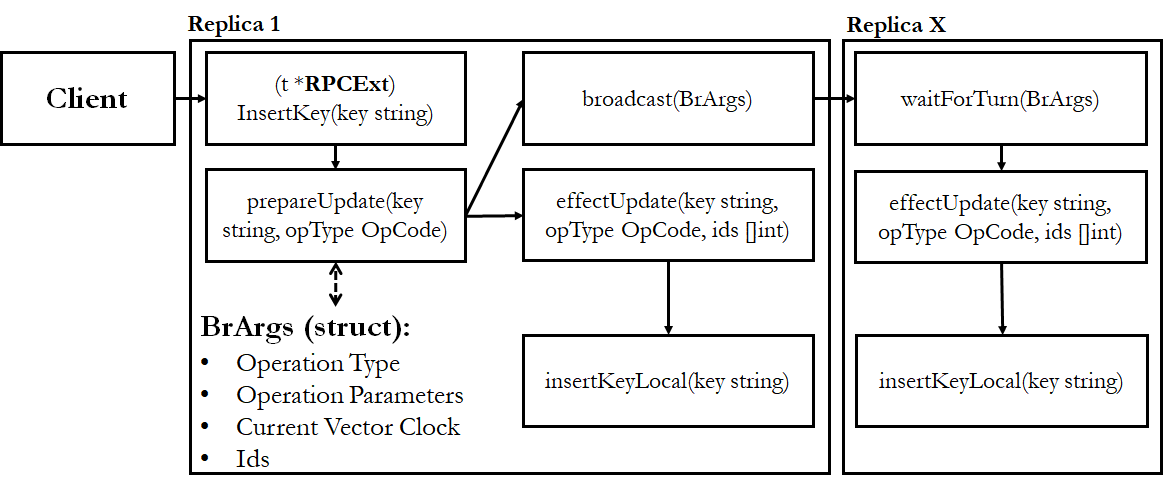 Replica 1
Replica X
Client
(t *RPCExt)
InsertKey(key string)
broadcast(BrArgs)
waitForTurn(BrArgs)
prepareUpdate(key
string, opType OpCode)
effectUpdate(key string,
opType OpCode, ids []int)
effectUpdate(key string,
opType OpCode, ids []int)
BrArgs (struct):
• Operation Type
• Operation Parameters
• Current Vector Clock
• Ids
insertKeyLocal(key string)
insertKeyLocal(key string)